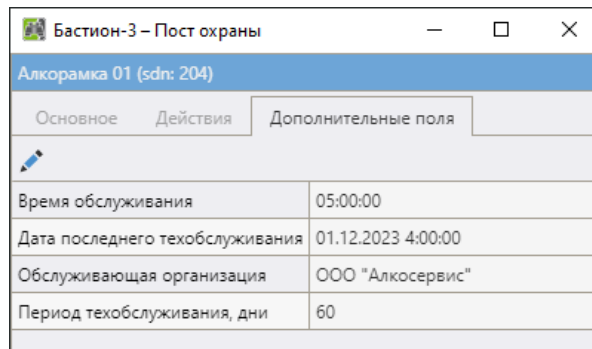 Бастион-3 – Пост охраны
Алкорамка 01 (sdn: 204)
Основное Действия Дополнительные поля
Время обслуживания 05:00:00
Дата последнего техобслуживания 01.12.2023 4:00:00
Обслуживающая организация ООО "Алкосервис"
Период техобслуживания, дни 60